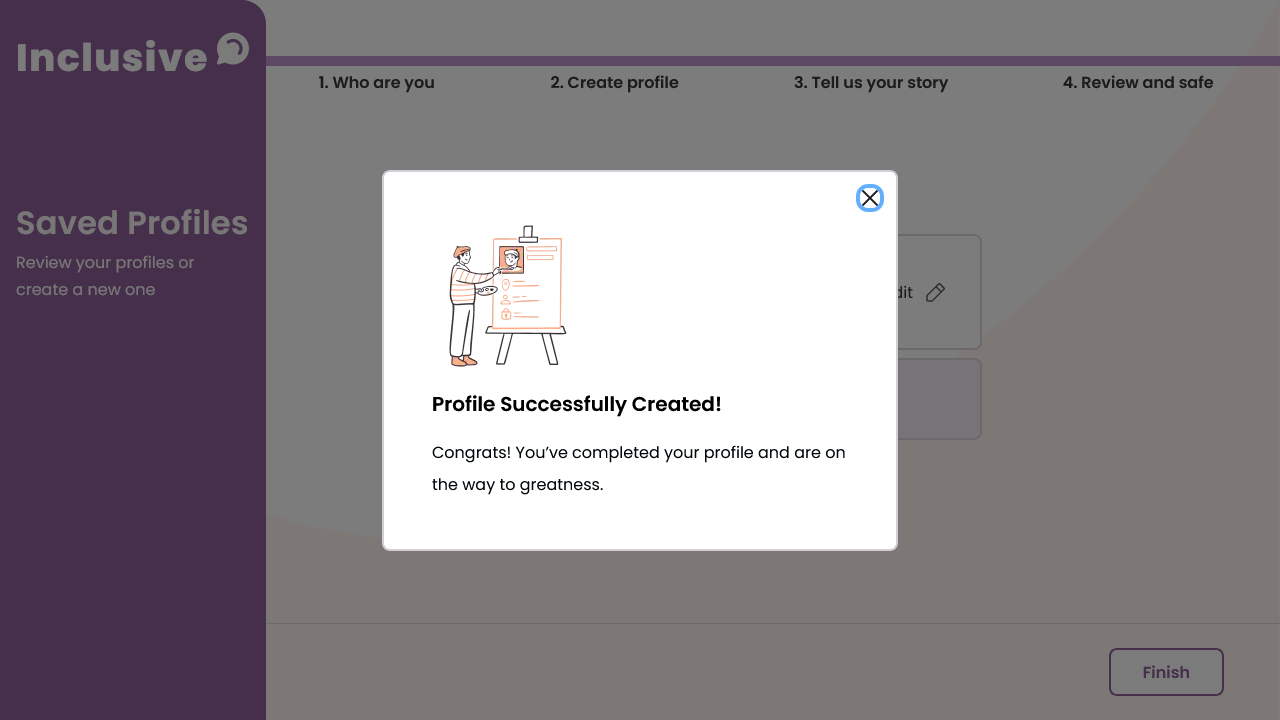 Inclusive
1. Who are you
2. Create profile
3. Tell us your story
4. Review and safe
Saved Profiles
Review your profiles or
create a new one
Profile Successfully Created!
Congrats! You’ve completed your profile and are on
the way to greatness.
Finish